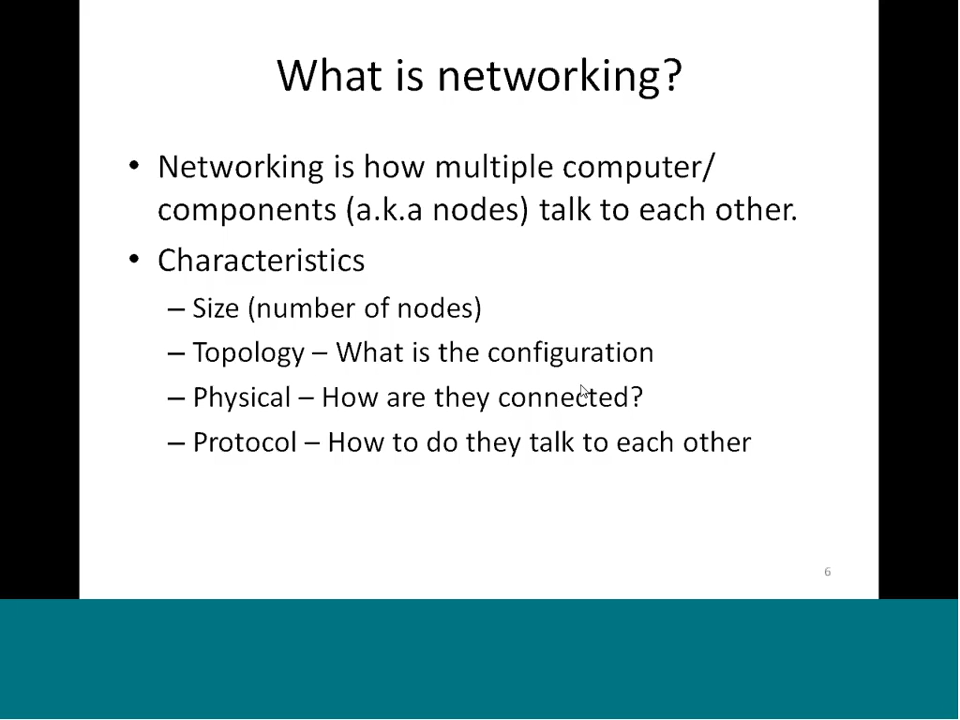 What is networking?
• Networking is how multiple computer/
components (a.k.a nodes) talk to each other.
• Characteristics
– Size (number of nodes)
– Topology – What is the configuration
– Physical – How are they connected?
– Protocol – How to do they talk to each other
6